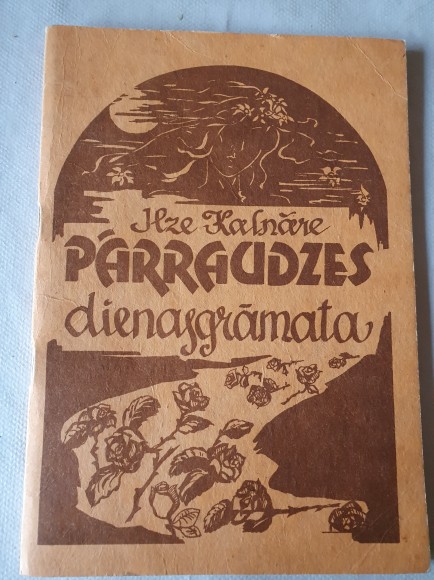 Ilze Kalnāre
PĀRRAUDZES
dienasgrāmata